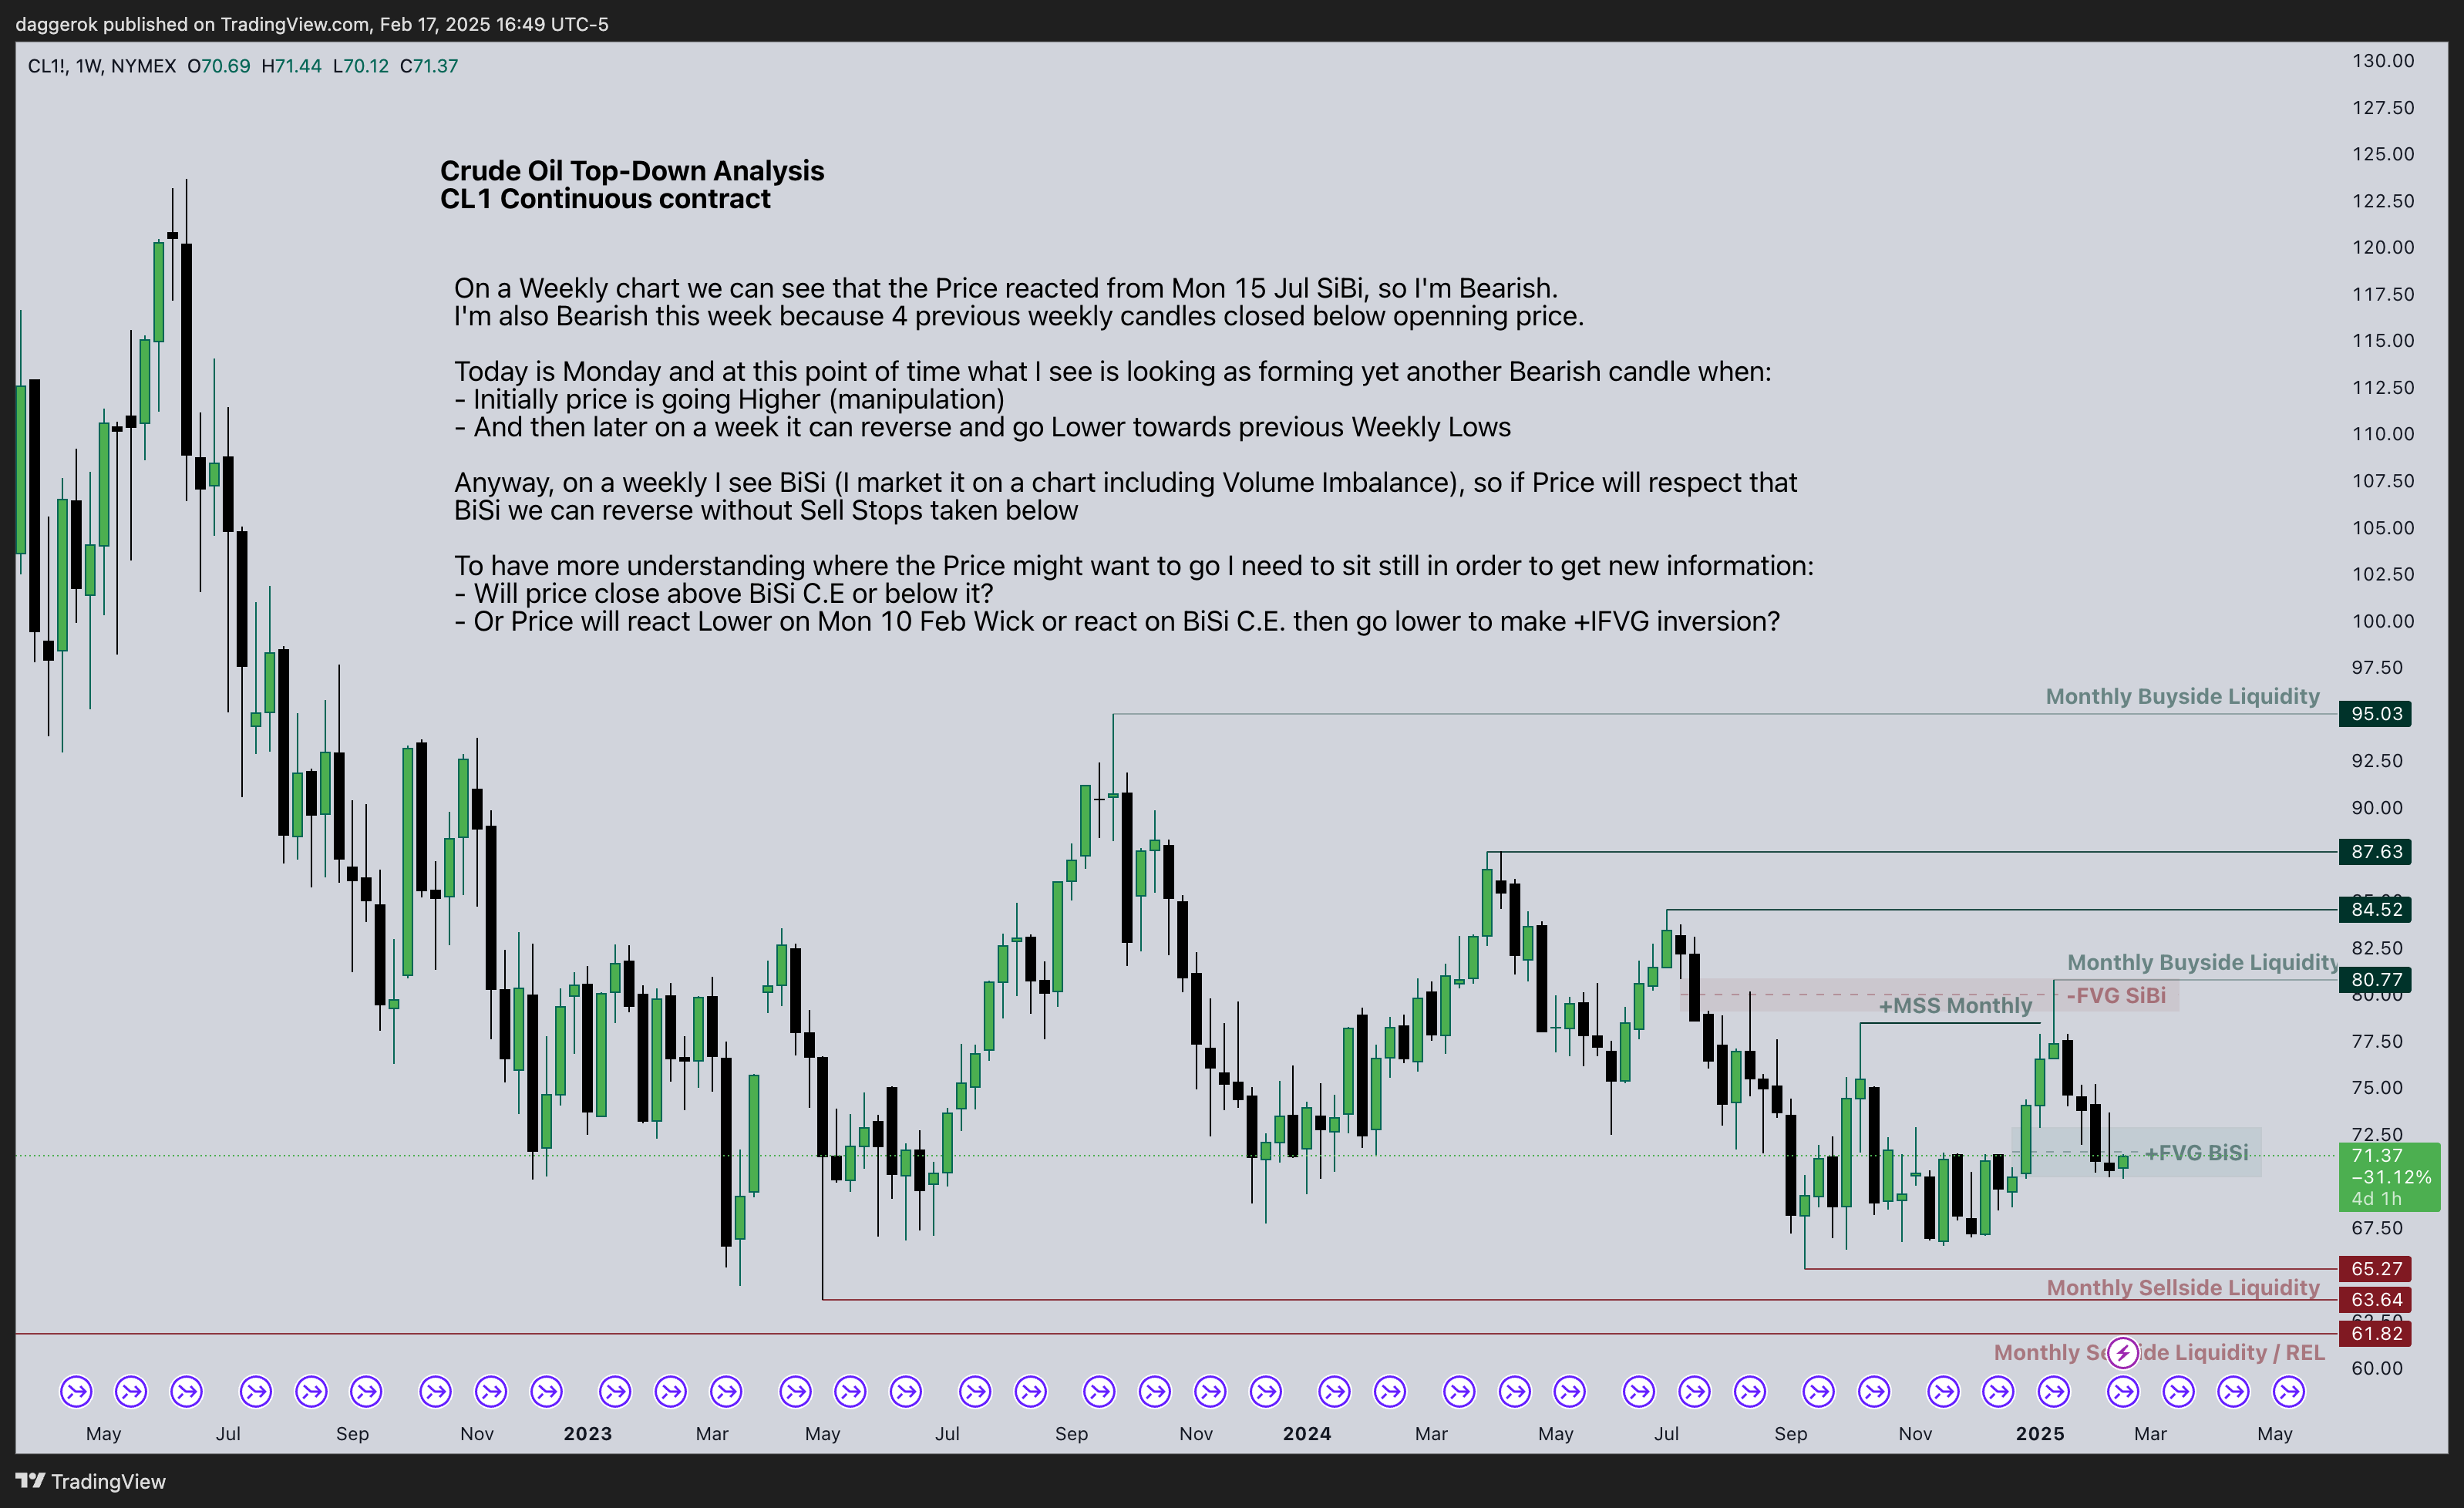 daggerok published on TradingView.com, Feb 17, 2025 16:49 UTC-5
CL1!, 1W, NYMEX O70.69 H71.44 L70.12 C71.37
Crude Oil Top-Down Analysis
CL1 Continuous contract
On a Weekly chart we can see that the Price reacted from Mon 15 Jul SiBi, so I'm Bearish.
I'm also Bearish this week because 4 previous weekly candles closed below openning price.
Today is Monday and at this point of time what I see is looking as forming yet another Bearish candle when:
- Initially price is going Higher (manipulation)
- And then later on a week it can reverse and go Lower towards previous Weekly Lows
Anyway, on a weekly I see BiSi (I market it on a chart including Volume Imbalance), so if Price will respect that
BiSi we can reverse without Sell Stops taken below
To have more understanding where the Price might want to go I need to sit still in order to get new information:
- Will price close above BiSi C.E or below it?
- Or Price will react Lower on Mon 10 Feb Wick or react on BiSi C.E. then go lower to make +IFVG inversion?
130.00
127.50
125.00
122.50
120.00
117.50
115.00
112.50
110.00
107.50
105.00
102.50
100.00
97.50
Monthly Buyside Liquidity
95.03
92.50
90.00
87.63
84.52
82.50
Monthly Buyside Liquidity
80.77
80.00
-FVG SiBi
+MSS Monthly
77.50
75.00
72.50
+FVG BiSi
71.37
−31.12%
4d 1h
67.50
65.27
Monthly Sellside Liquidity
63.64
61.82
Monthly Se ide Liquidity / REL
60.00
May Jul Sep Nov 2023 Mar May Jul Sep Nov 2024 Mar May Jul Sep Nov 2025 Mar May
TradingView